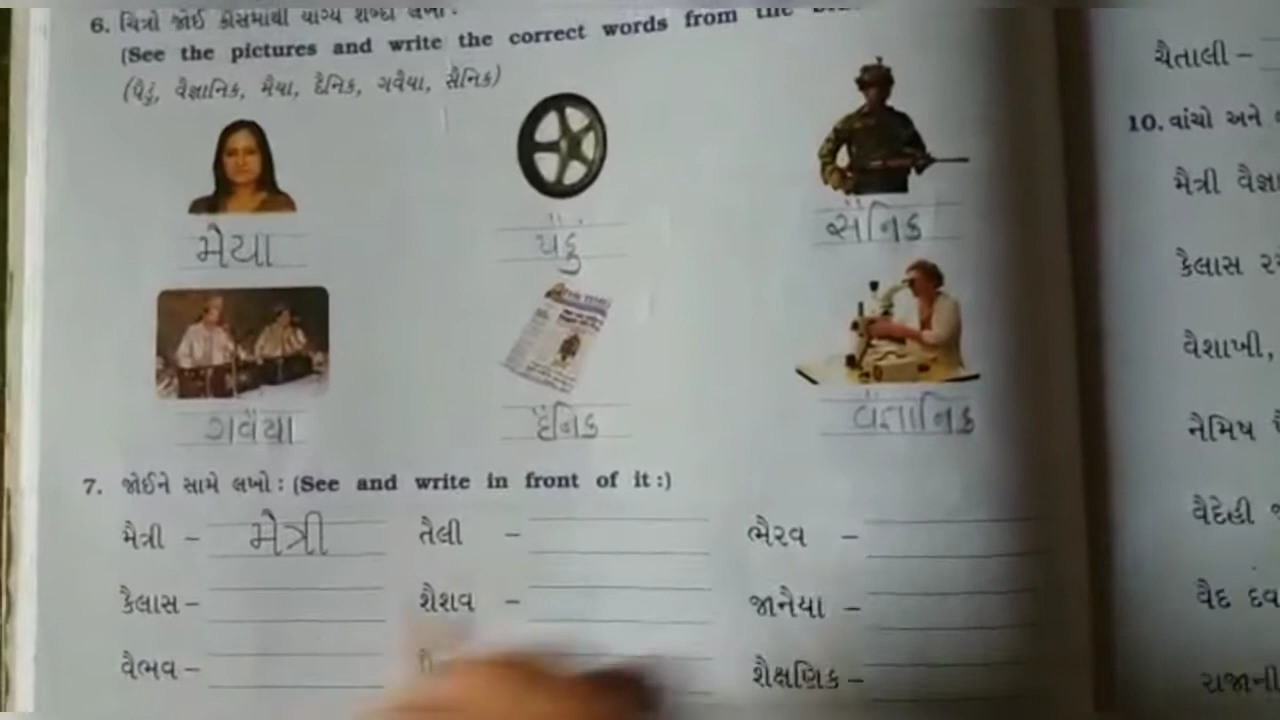 6. ચિત્રો જોઈ કૌંસમાંથી યોગ્ય શબ્દો લખો :
(See the pictures and write the correct words from the
(પૈડું, વૈજ્ઞાનિક, મૈયા, દૈનિક, ગવૈયા, સૈનિક)
મૈયા પૈડું સૈનિક
ગવૈયા દૈનિક વૈજ્ઞાનિક
7. જોઈને સામે લખો : (See and write in front of it :)
મૈત્રી – મૈત્રી તૈલી – ભૈરવ –
કૈલાસ – શૈશવ – જાનૈયા –
વૈભવ – શૈક્ષણિક –
ચૈતાલી –
10. વાંચો અને
મૈત્રી
કૈલાસ
વૈશાખી,
નૈમિષ
વૈદેહી
વૈદ